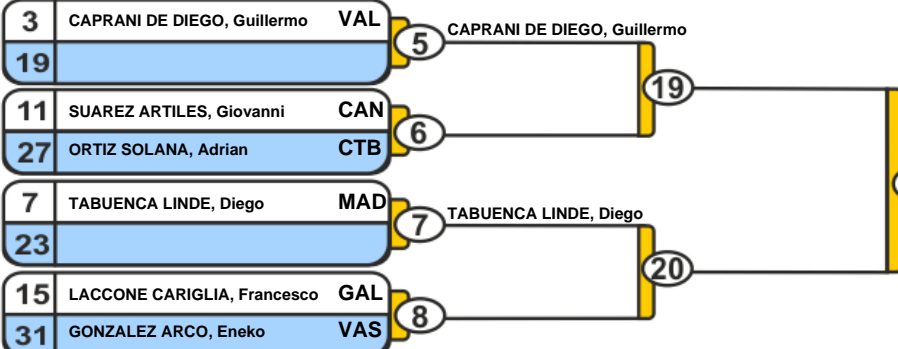 3 CAPRANI DE DIEGO, Guillermo VAL
19
5 CAPRANI DE DIEGO, Guillermo
19
11 SUAREZ ARTILES, Giovanni CAN
27 ORTIZ SOLANA, Adrian CTB
6
7 TABUENCA LINDE, Diego MAD
23
7 TABUENCA LINDE, Diego
20
15 LACCONE CARIGLIA, Francesco GAL
31 GONZALEZ ARCO, Eneko VAS
8